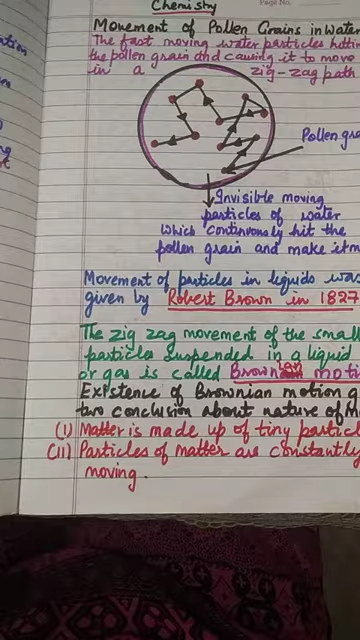 Chemistry
Page No.
Movement of Pollen Grains in Water
The fast moving water particles hitting
the pollen grain and causing it to move
in a zig-zag path
Pollen gra
Invisible moving
particles of water
which continuously hit the
pollen grain and make it m
Movement of particles in liquids was
given by Robert Brown in 1827
The zig zag movement of the small
particles suspended in a liquid
or gas is called Brownian moti
Existence of Brownian motion g
two conclusion about nature of M
(i) Matter is made up of tiny particl
(ii) Particles of matter are constantly
moving.